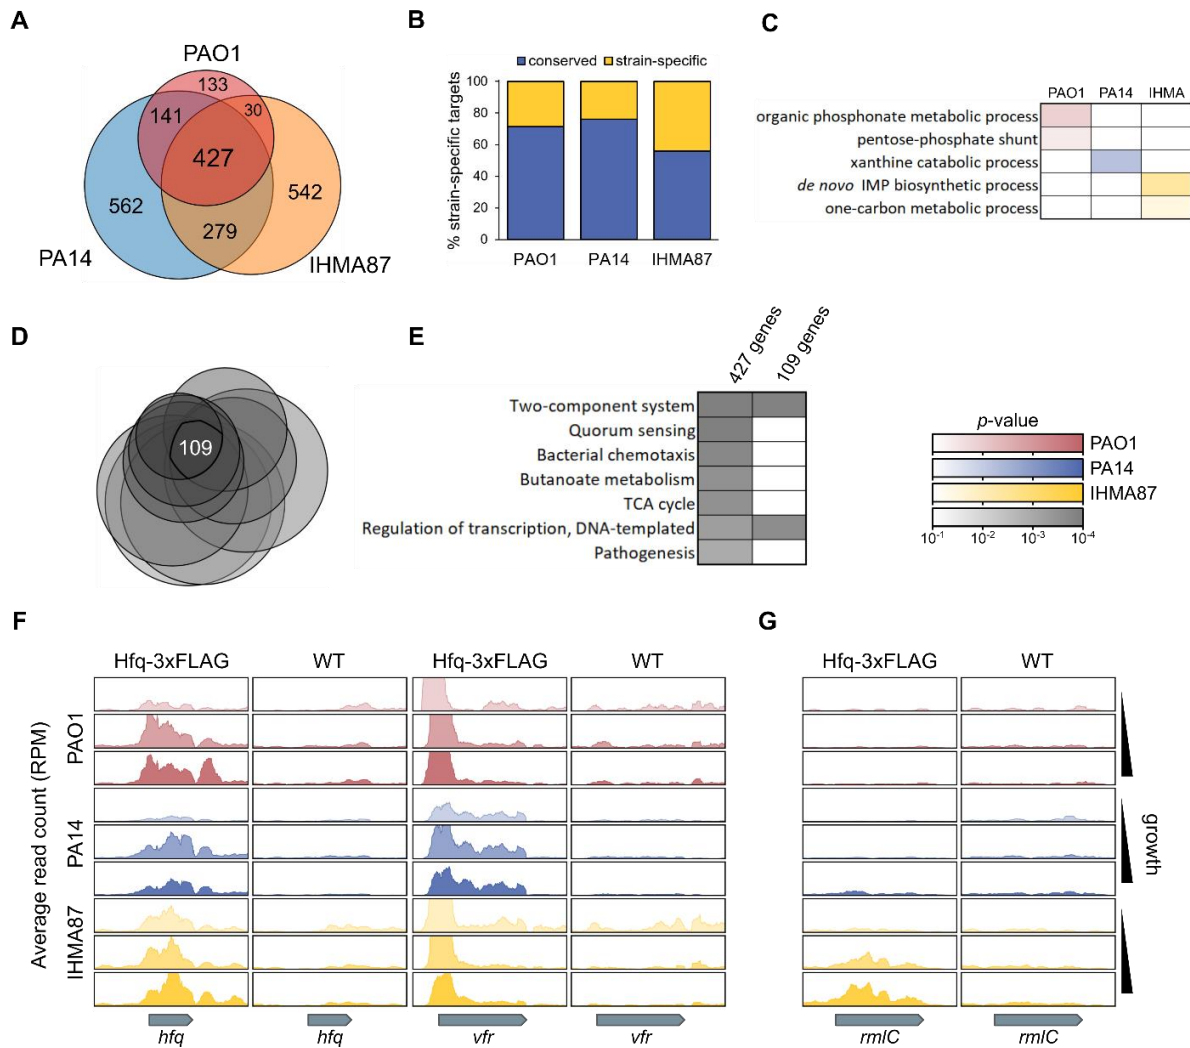 A
PAO1
133
141
30
427
562
542
279
PA14
IHMA87
B
conserved strain-specific
% strain-specific targets
100
80
60
40
20
0
PAO1 PA14 IHMA87
C
PAO1 PA14 IHMA
organic phosphonate metabolic process
pentose-phosphate shunt
xanthine catabolic process
de novo IMP biosynthetic process
one-carbon metabolic process
D
109
E
427 genes
109 genes
Two-component system
Quorum sensing
Bacterial chemotaxis
Butanoate metabolism
TCA cycle
Regulation of transcription, DNA-templated
Pathogenesis
p-value
PAO1
PA14
IHMA87
10-1 10-2 10-3 10-4
F
Hfq-3xFLAG WT Hfq-3xFLAG WT
Average read count (RPM)
PAO1
PA14
IHMA87
hfq hfq vfr vfr
G
Hfq-3xFLAG WT
growth
rmlC rmlC